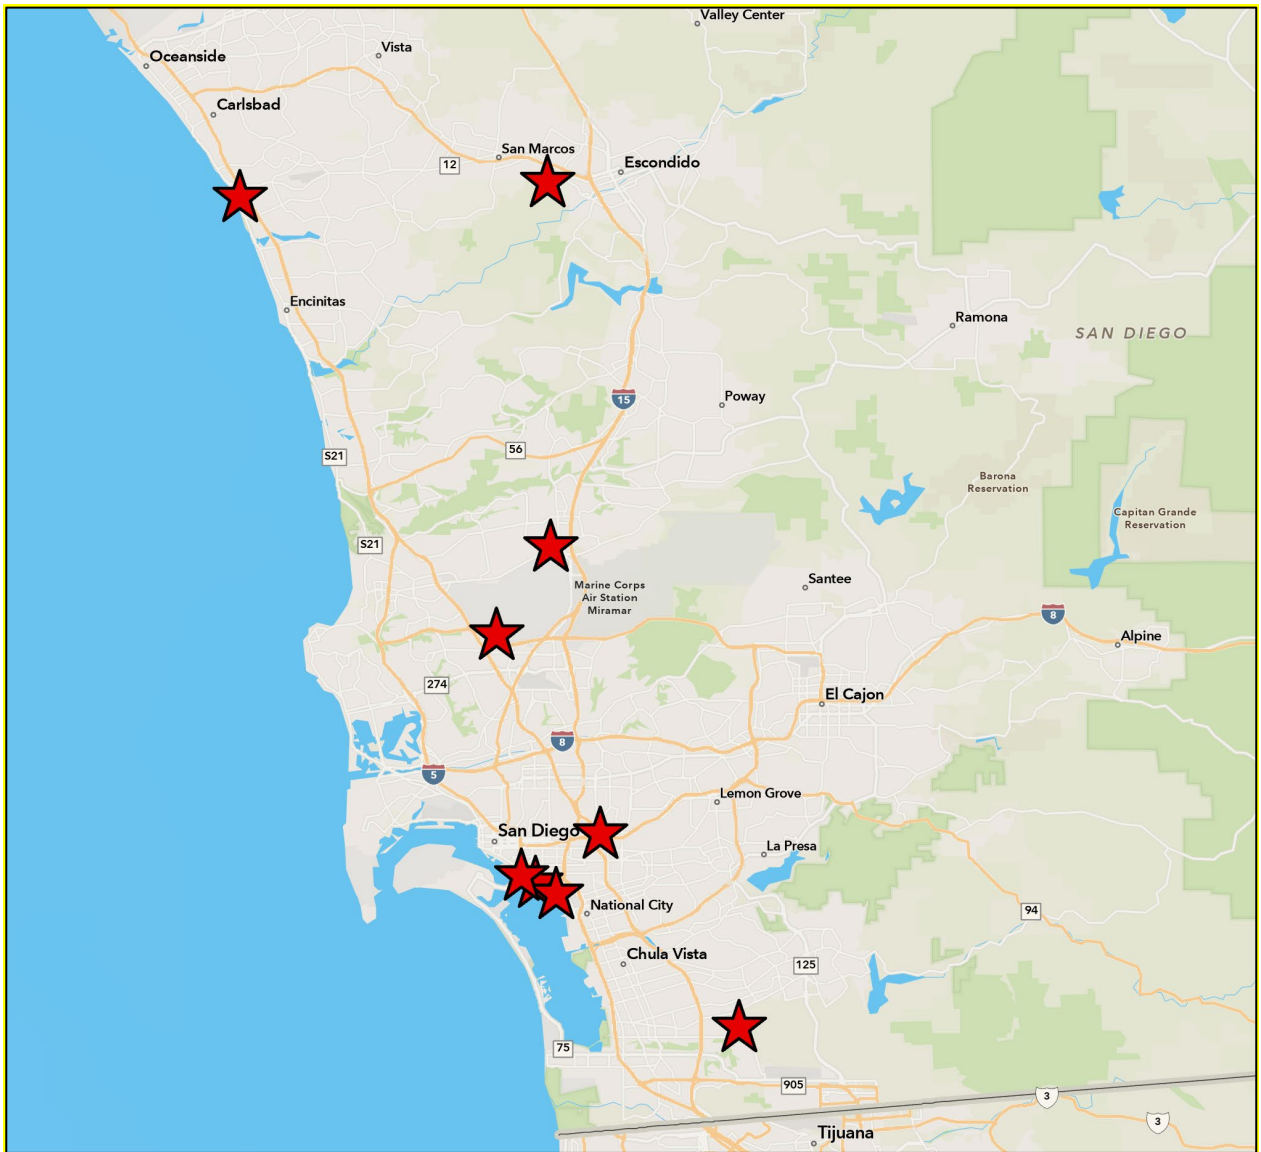 Valley Center
Vista
Oceanside
Carlsbad
San Marcos
12
Escondido
Encinitas
Ramona
SAN DIEGO
15
Poway
56
S21
Barona
Reservation
Capitan Grande
Reservation
S21
Marine Corps
Air Station
Miramar
Santee
8
Alpine
274
El Cajon
8
5
Lemon Grove
San Diego
La Presa
National City
94
Chula Vista
125
75
905
3
3
Tijuana